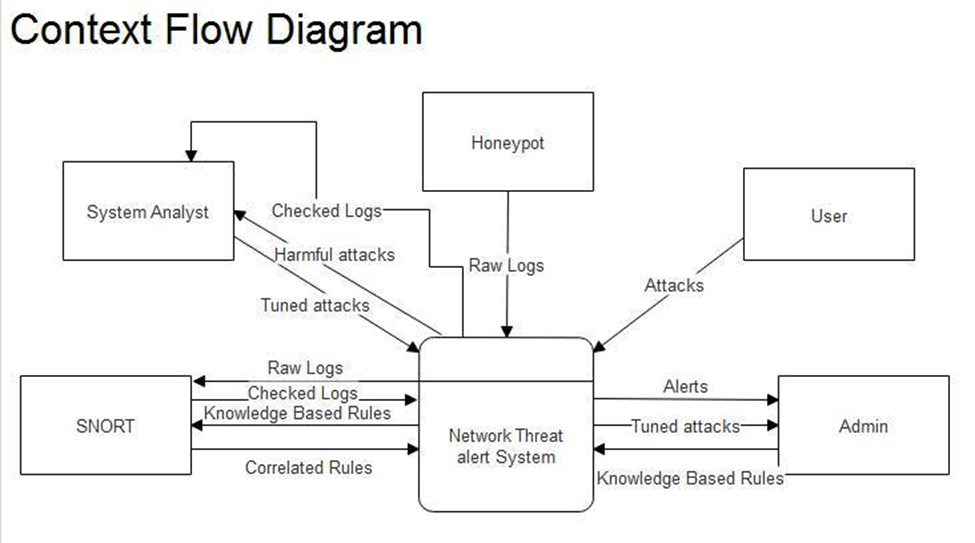 Context Flow Diagram
Honeypot
System Analyst
User
Checked Logs
Harmful attacks
Raw Logs
Attacks
Tuned attacks
Raw Logs
Checked Logs
Knowledge Based Rules
SNORT
Correlated Rules
Network Threat
alert System
Alerts
Tuned attacks
Admin
Knowledge Based Rules